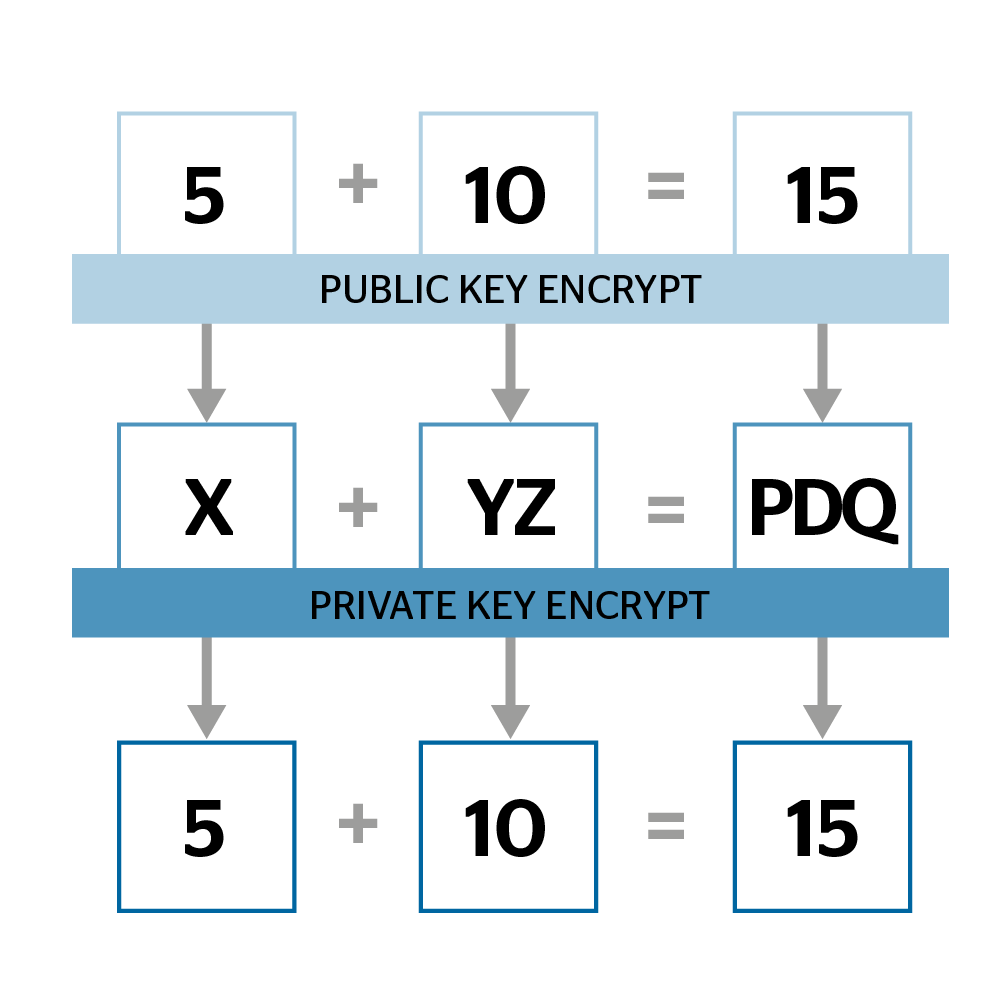 5 + 10 = 15
PUBLIC KEY ENCRYPT
X + YZ = PDQ
PRIVATE KEY ENCRYPT
5 + 10 = 15